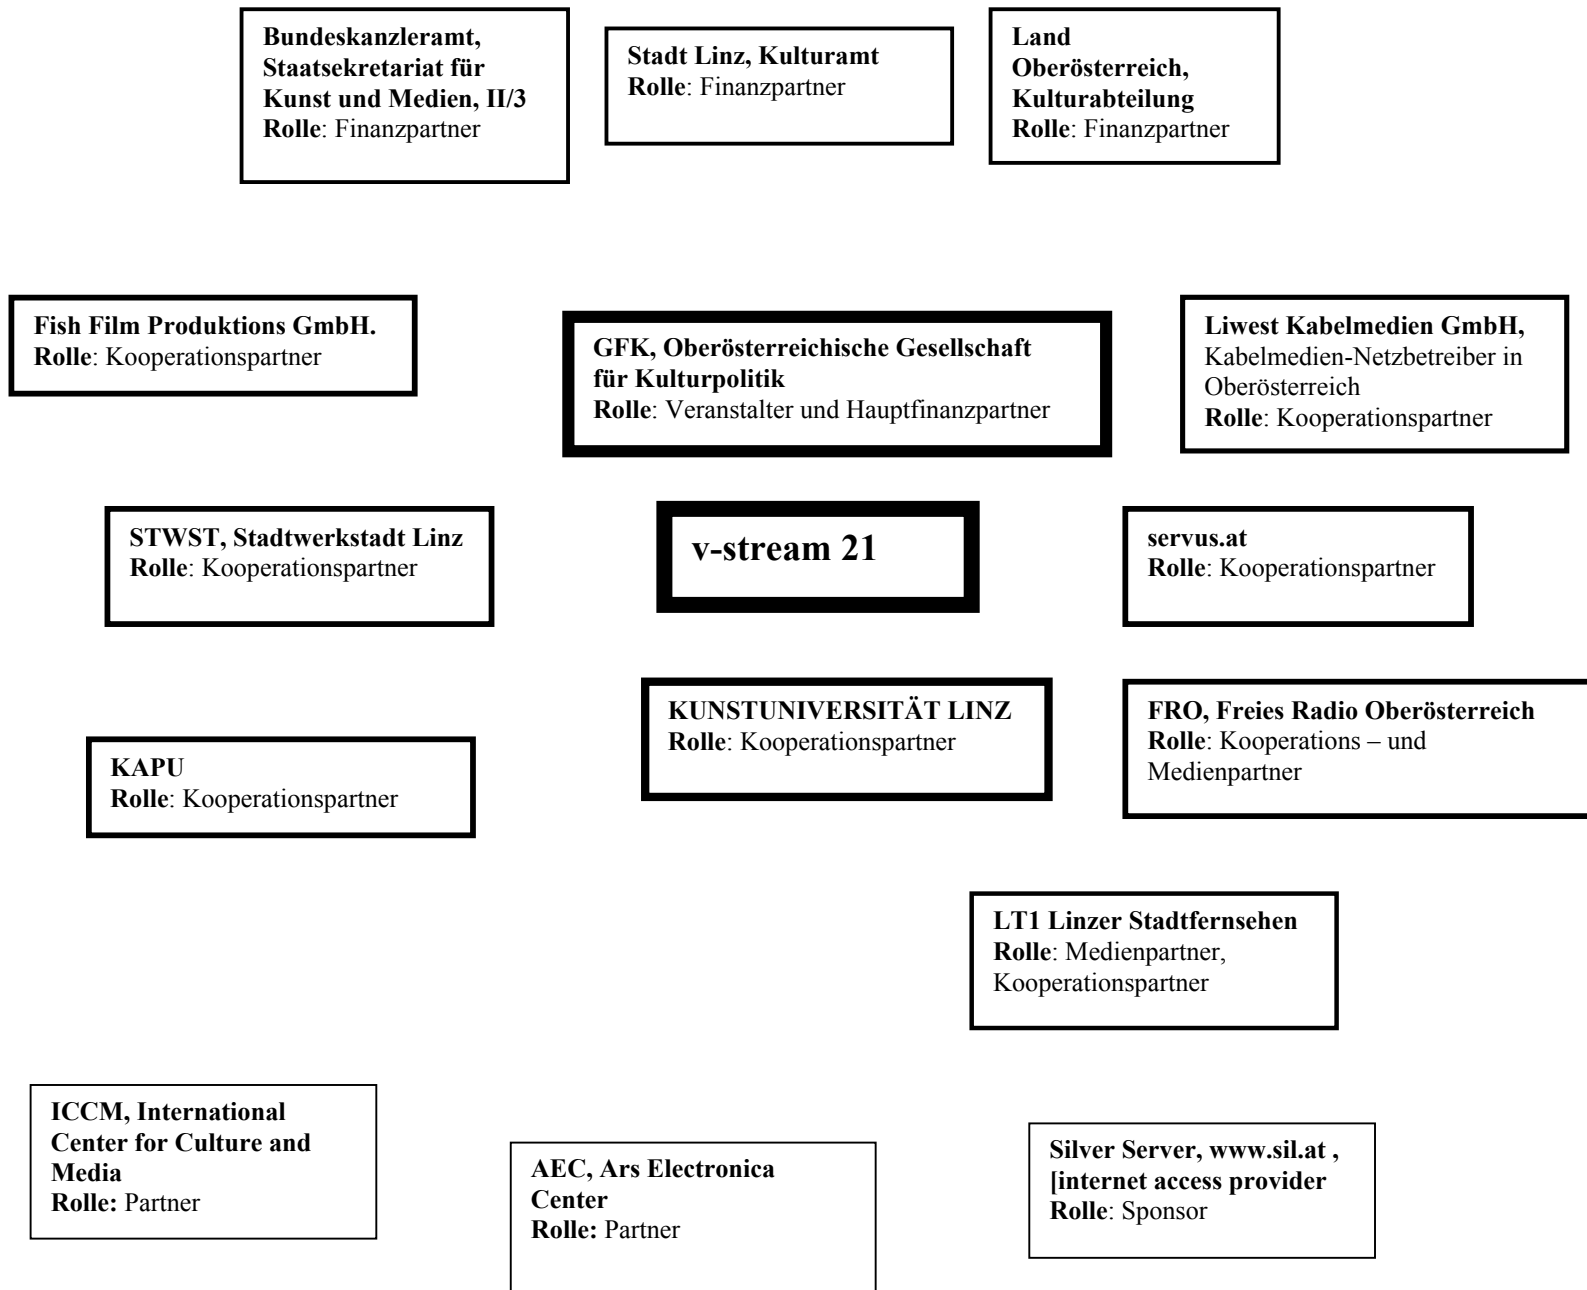 Bundeskanzleramt,
Staatsekretariat für
Kunst und Medien, II/3
Rolle: Finanzpartner
Stadt Linz, Kulturamt
Rolle: Finanzpartner
Land
Oberösterreich,
Kulturabteilung
Rolle: Finanzpartner
Fish Film Produktions GmbH.
Rolle: Kooperationspartner
GFK, Oberösterreichische Gesellschaft
für Kulturpolitik
Rolle: Veranstalter und Hauptfinanzpartner
Liwest Kabelmedien GmbH,
Kabelmedien-Netzbetreiber in
Oberösterreich
Rolle: Kooperationspartner
STWST, Stadtwerkstadt Linz
Rolle: Kooperationspartner
v-stream 21
servus.at
Rolle: Kooperationspartner
KAPU
Rolle: Kooperationspartner
KUNSTUNIVERSITÄT LINZ
Rolle: Kooperationspartner
FRO, Freies Radio Oberösterreich
Rolle: Kooperations – und
Medienpartner
LT1 Linzer Stadtfernsehen
Rolle: Medienpartner,
Kooperationspartner
ICCM, International
Center for Culture and
Media
Rolle: Partner
AEC, Ars Electronica
Center
Rolle: Partner
Silver Server, www.sil.at ,
[internet access provider
Rolle: Sponsor